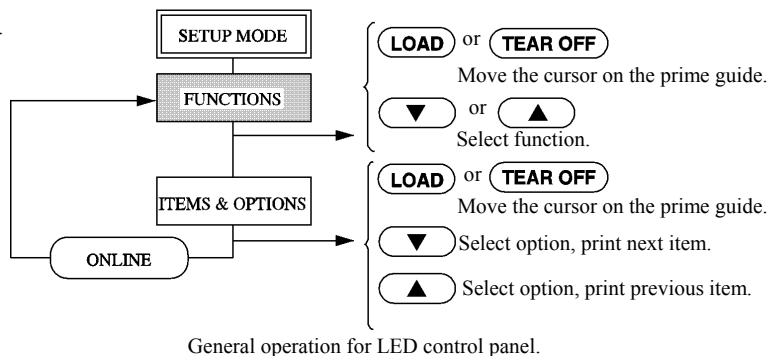 SETUP MODE
FUNCTIONS
LOAD or TEAR OFF
Move the cursor on the prime guide.
▼ or ▲
Select function.
ITEMS & OPTIONS
ONLINE
LOAD or TEAR OFF
Move the cursor on the prime guide.
▼ Select option, print next item.
▲ Select option, print previous item.
General operation for LED control panel.